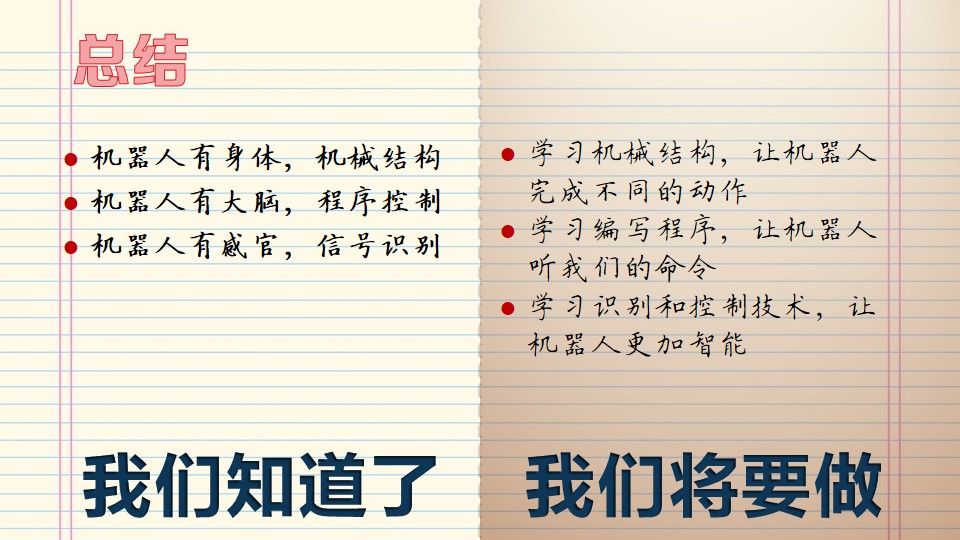 总结
机器人有身体，机械结构
机器人有大脑，程序控制
机器人有感官，信号识别
我们知道了
学习机械结构，让机器人
完成不同的动作
学习编写程序，让机器人
听我们的命令
学习识别和控制技术，让
机器人更加智能
我们将要做